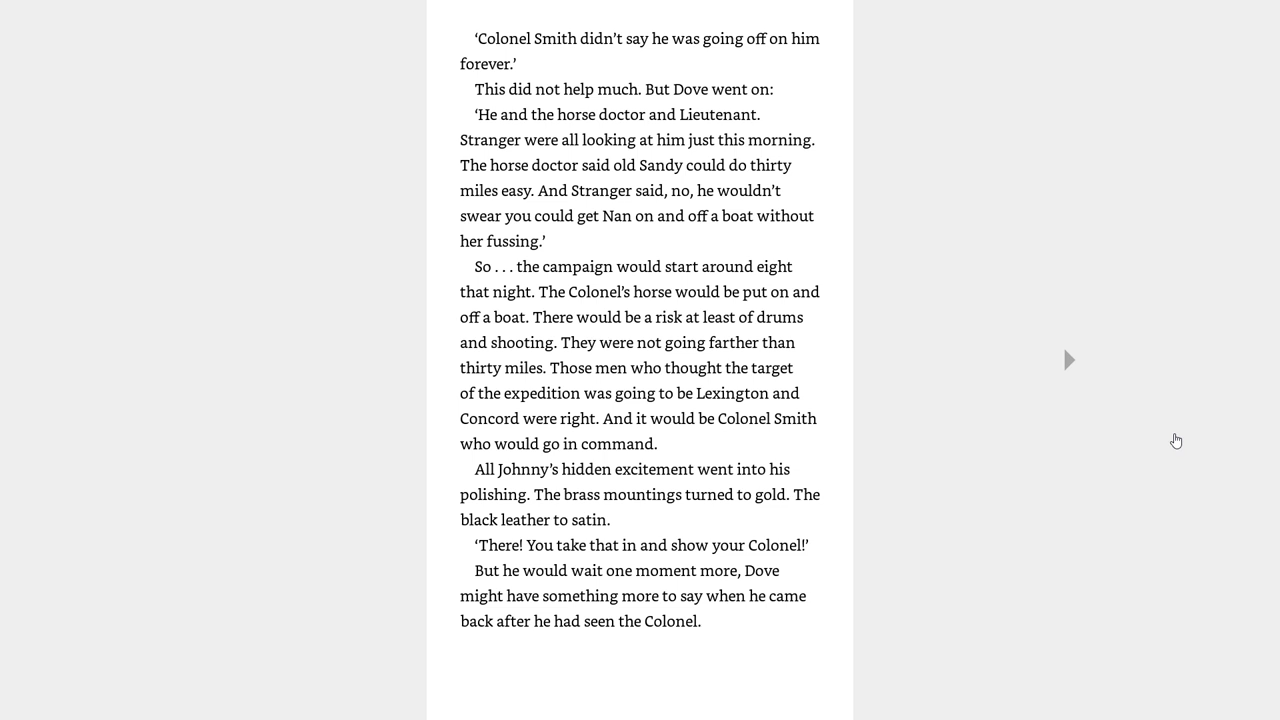 ‘Colonel Smith didn’t say he was going off on him
forever.’
This did not help much. But Dove went on:
‘He and the horse doctor and Lieutenant.
Stranger were all looking at him just this morning.
The horse doctor said old Sandy could do thirty
miles easy. And Stranger said, no, he wouldn’t
swear you could get Nan on and off a boat without
her fussing.’
So . . . the campaign would start around eight
that night. The Colonel’s horse would be put on and
off a boat. There would be a risk at least of drums
and shooting. They were not going farther than
thirty miles. Those men who thought the target
of the expedition was going to be Lexington and
Concord were right. And it would be Colonel Smith
who would go in command.
All Johnny’s hidden excitement went into his
polishing. The brass mountings turned to gold. The
black leather to satin.
‘There! You take that in and show your Colonel!’
But he would wait one moment more, Dove
might have something more to say when he came
back after he had seen the Colonel.